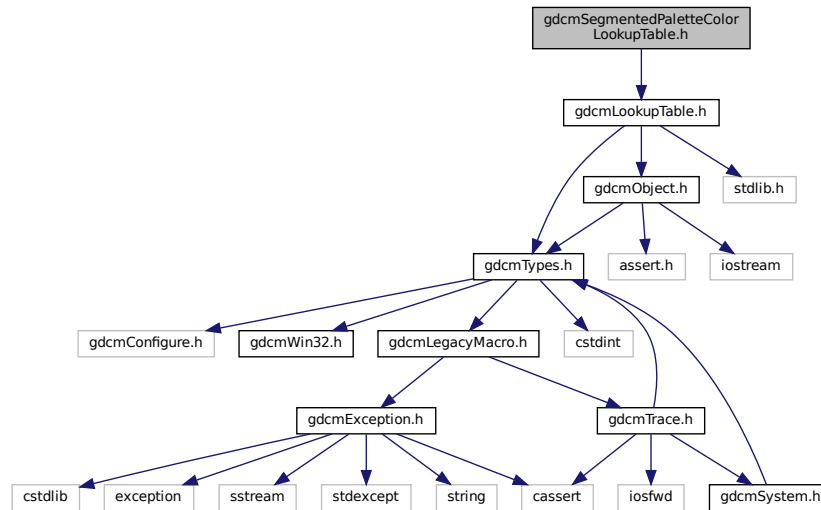 gdcmSegmentedPaletteColor
LookupTable.h
gdcmLookupTable.h
gdcmObject.h
stdlib.h
gdcmTypes.h
assert.h
iostream
gdcmConfigure.h
gdcmWin32.h
gdcmLegacyMacro.h
cstdint
gdcmException.h
gdcmTrace.h
cstdlib
exception
sstream
stdexcept
string
cassert
iosfwd
gdcmSystem.h